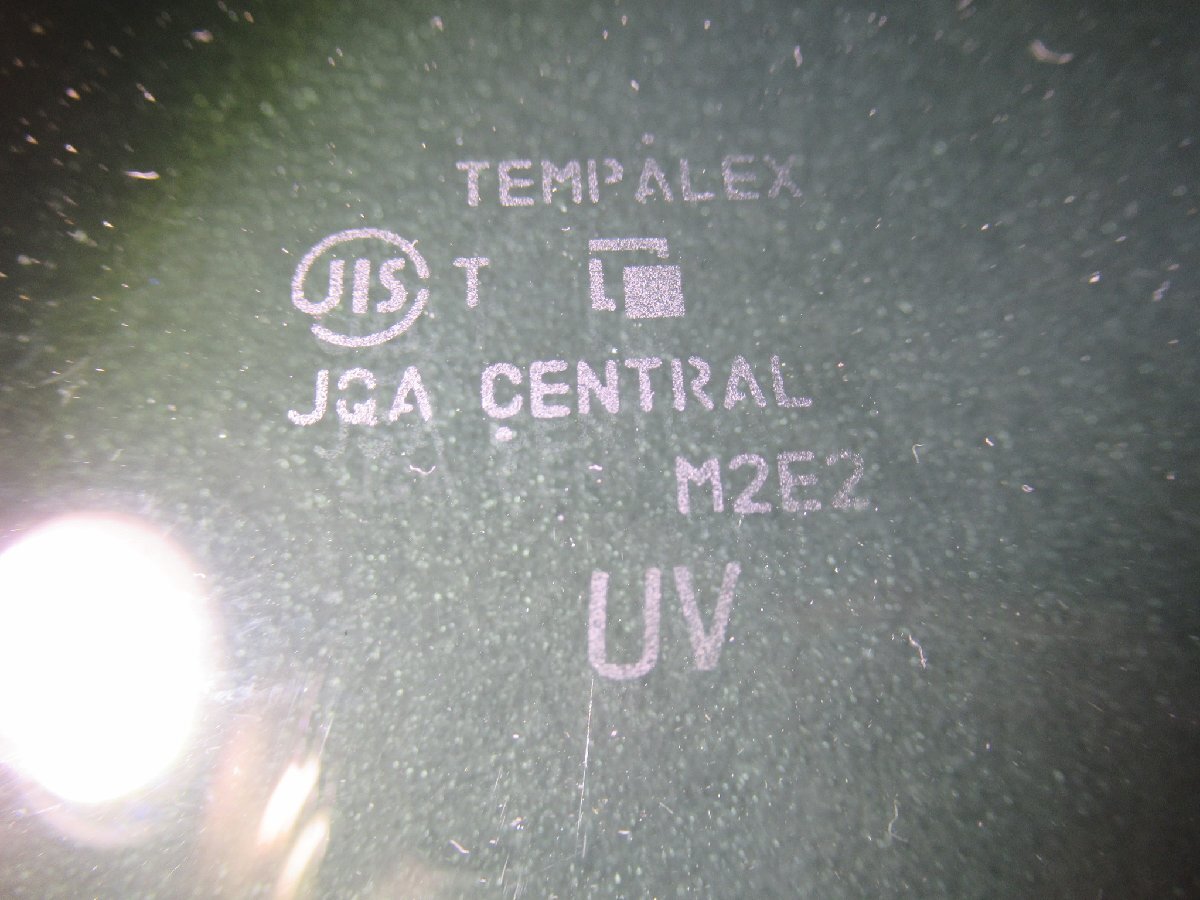 TEMPALEX
JIS T
JQA CENTRAL
M2E2
UV